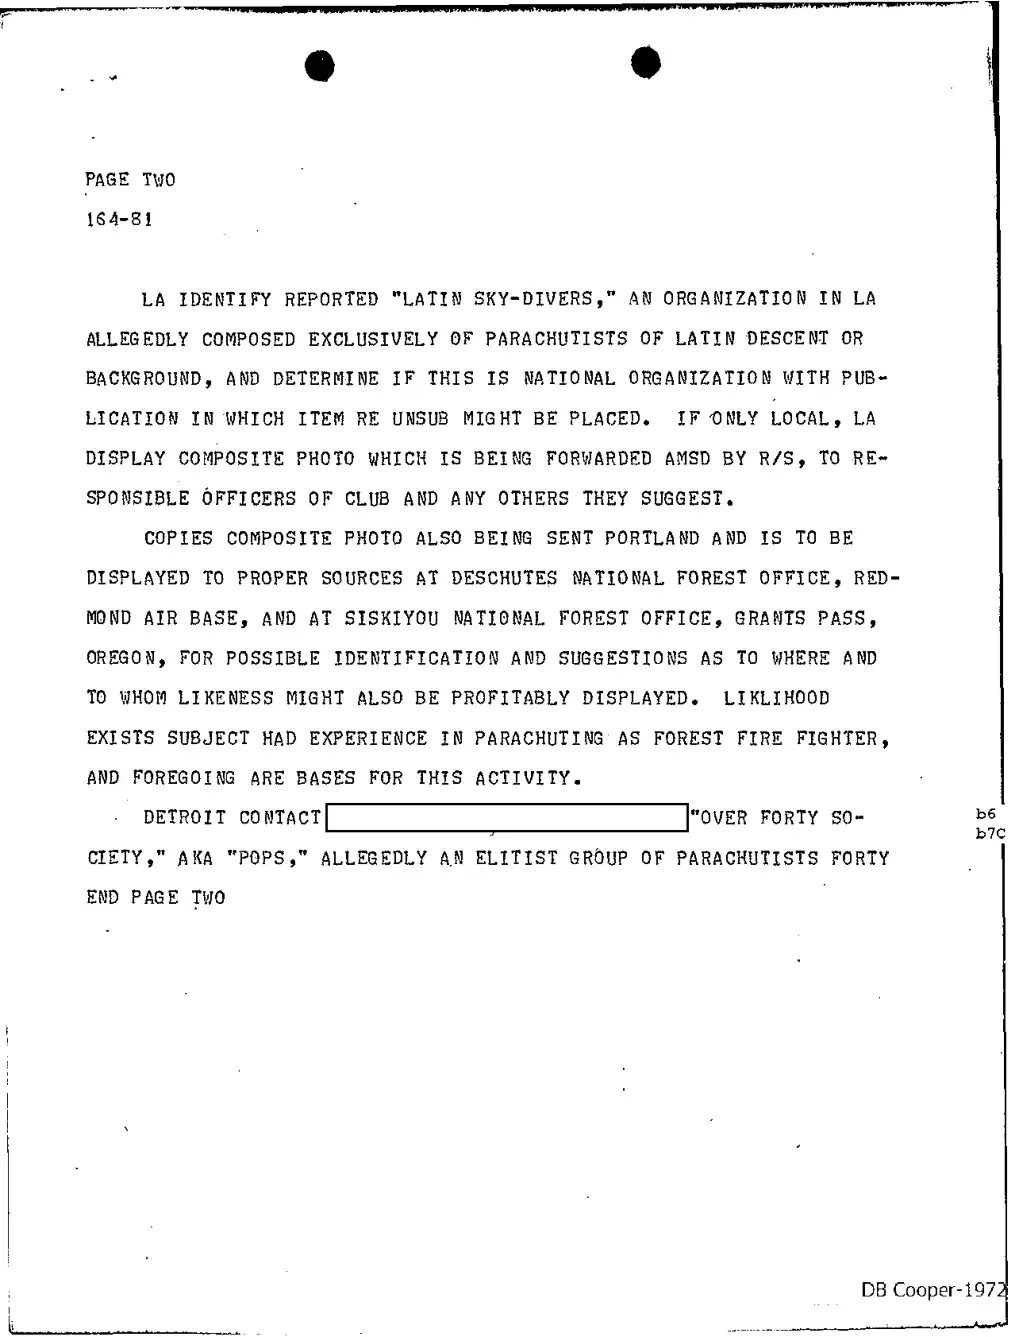 PAGE TWO
164-81
LA IDENTIFY REPORTED "LATIN SKY-DIVERS," AN ORGANIZATION IN LA
ALLEGEDLY COMPOSED EXCLUSIVELY OF PARACHUTISTS OF LATIN DESCENT OR
BACKGROUND, AND DETERMINE IF THIS IS NATIONAL ORGANIZATION WITH PUB-
LICATION IN WHICH ITEM RE UNSUB MIGHT BE PLACED. IF ONLY LOCAL, LA
DISPLAY COMPOSITE PHOTO WHICH IS BEING FORWARDED AMSD BY R/S, TO RE-
SPONSIBLE OFFICERS OF CLUB AND ANY OTHERS THEY SUGGEST.
COPIES COMPOSITE PHOTO ALSO BEING SENT PORTLAND AND IS TO BE
DISPLAYED TO PROPER SOURCES AT DESCHUTES NATIONAL FOREST OFFICE, RED-
MOND AIR BASE, AND AT SISKIYOU NATIONAL FOREST OFFICE, GRANTS PASS,
OREGON, FOR POSSIBLE IDENTIFICATION AND SUGGESTIONS AS TO WHERE AND
TO WHOM LIKENESS MIGHT ALSO BE PROFITABLY DISPLAYED. LIKLIHOOD
EXISTS SUBJECT HAD EXPERIENCE IN PARACHUTING AS FOREST FIRE FIGHTER,
AND FOREGOING ARE BASES FOR THIS ACTIVITY.
DETROIT CONTACT "OVER FORTY SO-
b6
b7C
CIETY," AKA "POPS," ALLEGEDLY AN ELITIST GROUP OF PARACHUTISTS FORTY
END PAGE TWO
DB Cooper-1972